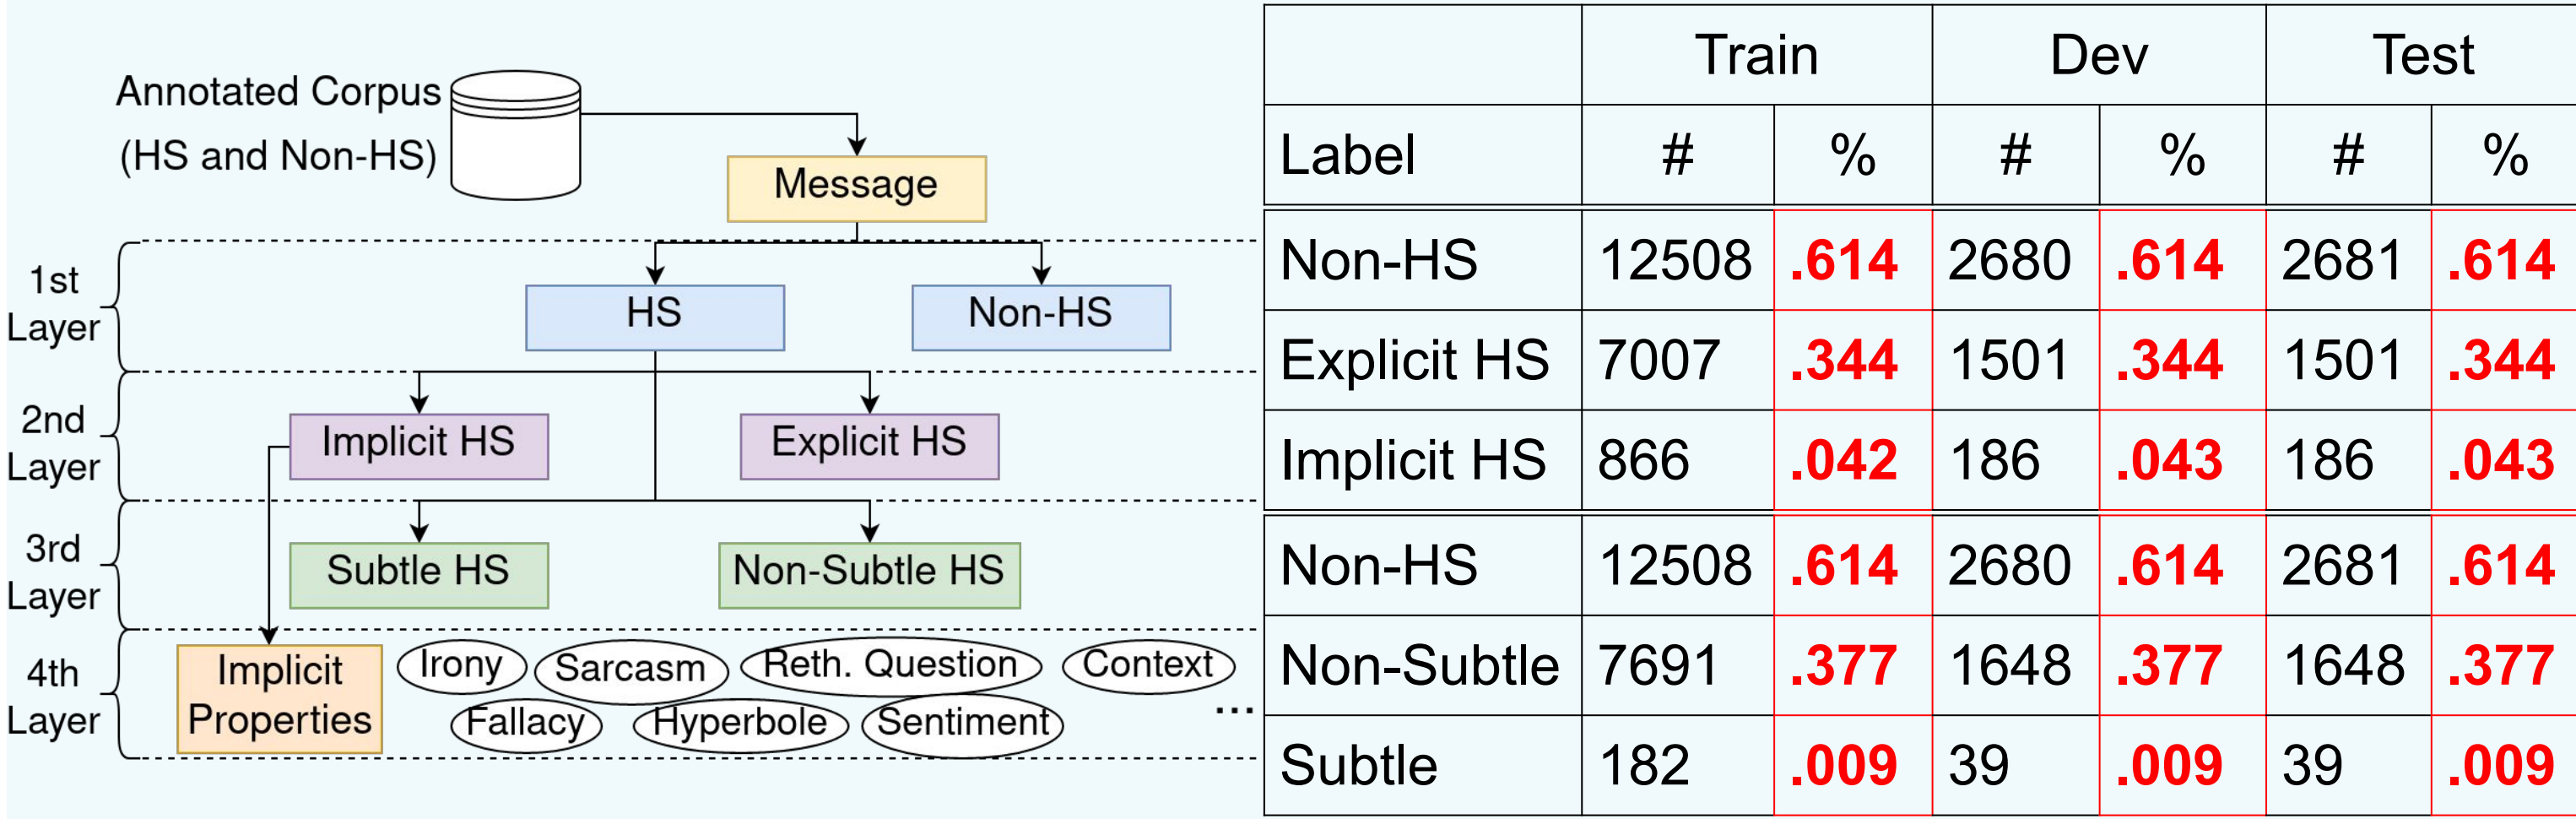 Annotated Corpus
(HS and Non-HS)
Message
1st
Layer
HS
Non-HS
2nd
Layer
Implicit HS
Explicit HS
3rd
Layer
Subtle HS
Non-Subtle HS
4th
Layer
Implicit
Properties
Irony
Sarcasm
Reth. Question
Context
Fallacy
Hyperbole
Sentiment
...
Train Dev Test
Label # % # % # %
Non-HS 12508 .614 2680 .614 2681 .614
Explicit HS 7007 .344 1501 .344 1501 .344
Implicit HS 866 .042 186 .043 186 .043
Non-HS 12508 .614 2680 .614 2681 .614
Non-Subtle 7691 .377 1648 .377 1648 .377
Subtle 182 .009 39 .009 39 .009